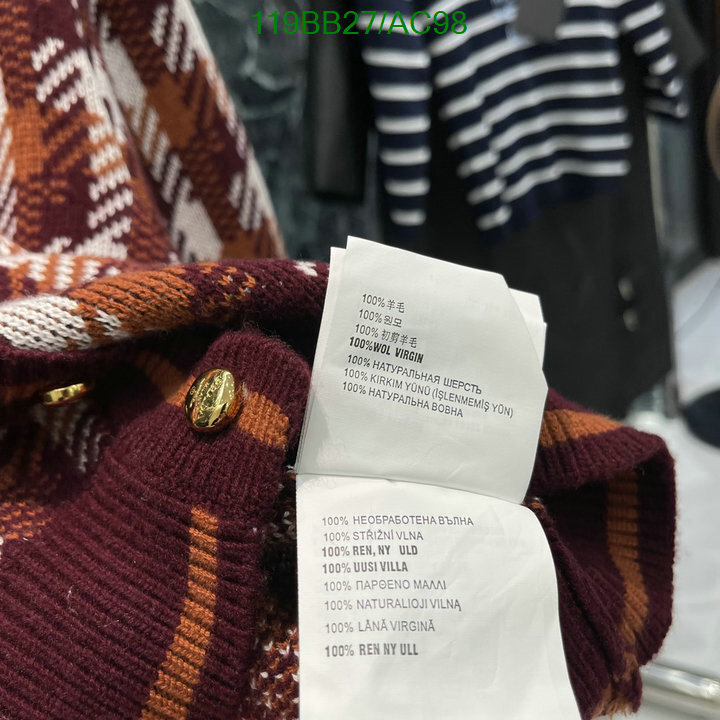 119BB27/AC98
100%羊毛
100% 원모
100% 初剪羊毛
100%WOL VIRGIN
100% НАТУРАЛЬНАЯ ШЕРСТЬ
100% KIRKIM YÜNÜ (İŞLENMEMİŞ YÜN)
100% НАТУРАЛЬНА ВОВНА
100% НЕОБРАБОТЕНА ВЪЛНА
100% STŘIŽNÍ VLNA
100% REN, NY ULD
100% UUSI VILLA
100% ΠΑΡΘΕΝΟ ΜΑΛΛΙ
100% NATURALIOJI VILNĄ
100% LÂNĂ VIRGINĂ
100% REN NY ULL